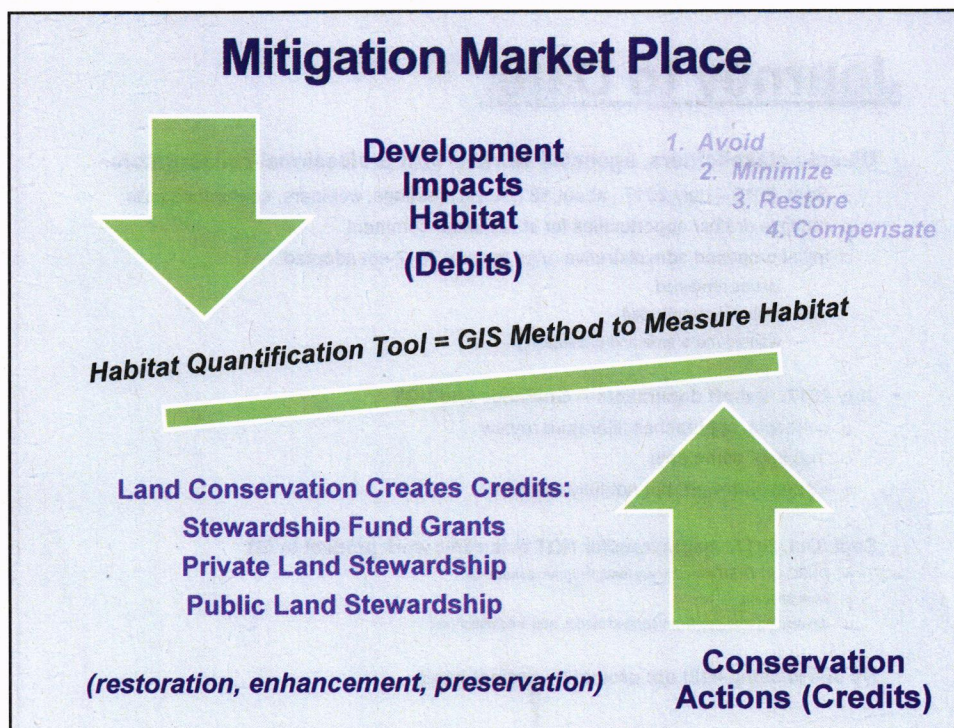 Mitigation Market Place
Development
Impacts
Habitat
(Debits)
1. Avoid
2. Minimize
3. Restore
4. Compensate
Habitat Quantification Tool = GIS Method to Measure Habitat
Land Conservation Creates Credits:
Stewardship Fund Grants
Private Land Stewardship
Public Land Stewardship
(restoration, enhancement, preservation)
Conservation
Actions (Credits)